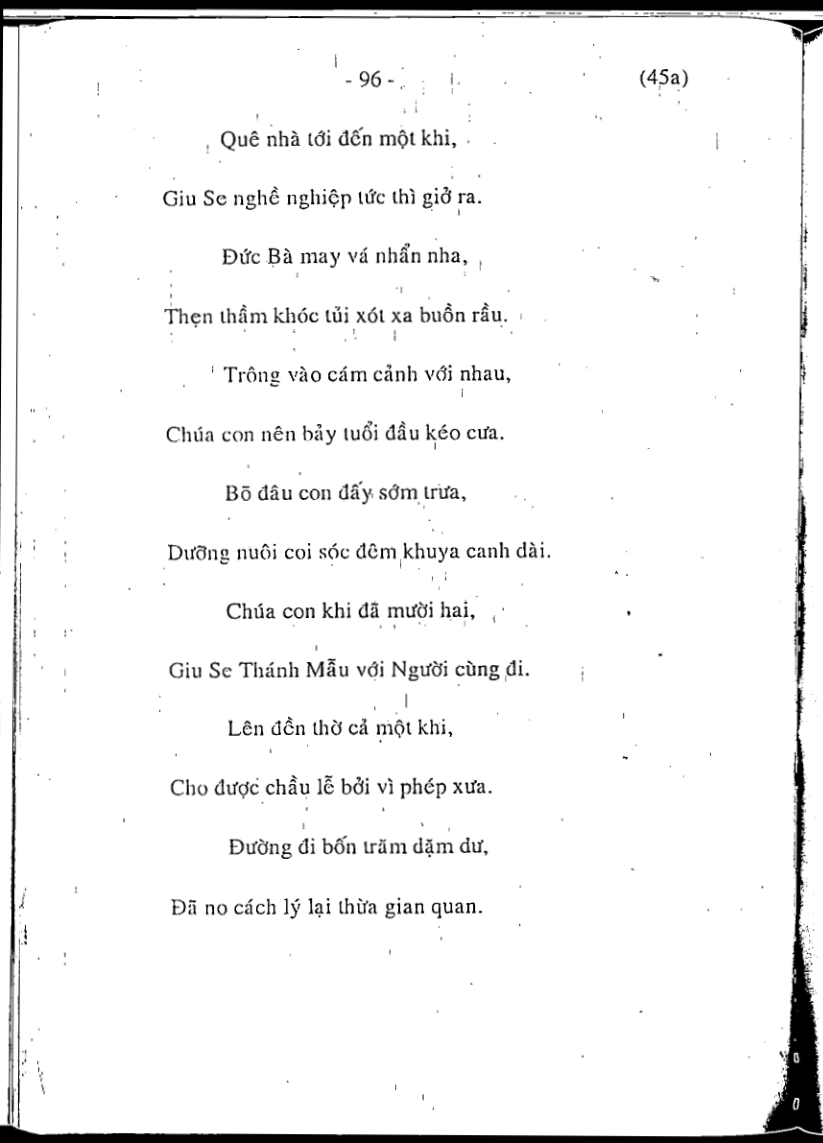 - 96 - (45a)
Quê nhà tới đến một khi,
Giu Se nghề nghiệp tức thì giở ra.
Đức Bà may vá nhẩn nha,
Thẹn thầm khóc tủi xót xa buồn rầu.
Trông vào cám cảnh với nhau,
Chúa con nên bảy tuổi đầu kéo cưa.
Bõ đâu con đấy sớm trưa,
Dưỡng nuôi coi sóc đêm khuya canh dài.
Chúa con khi đã mười hai,
Giu Se Thánh Mẫu với Người cùng đi.
Lên đền thờ cả một khi,
Cho được chầu lễ bởi vì phép xưa.
Đường đi bốn trăm dặm dư,
Đã no cách lý lại thừa gian quan.